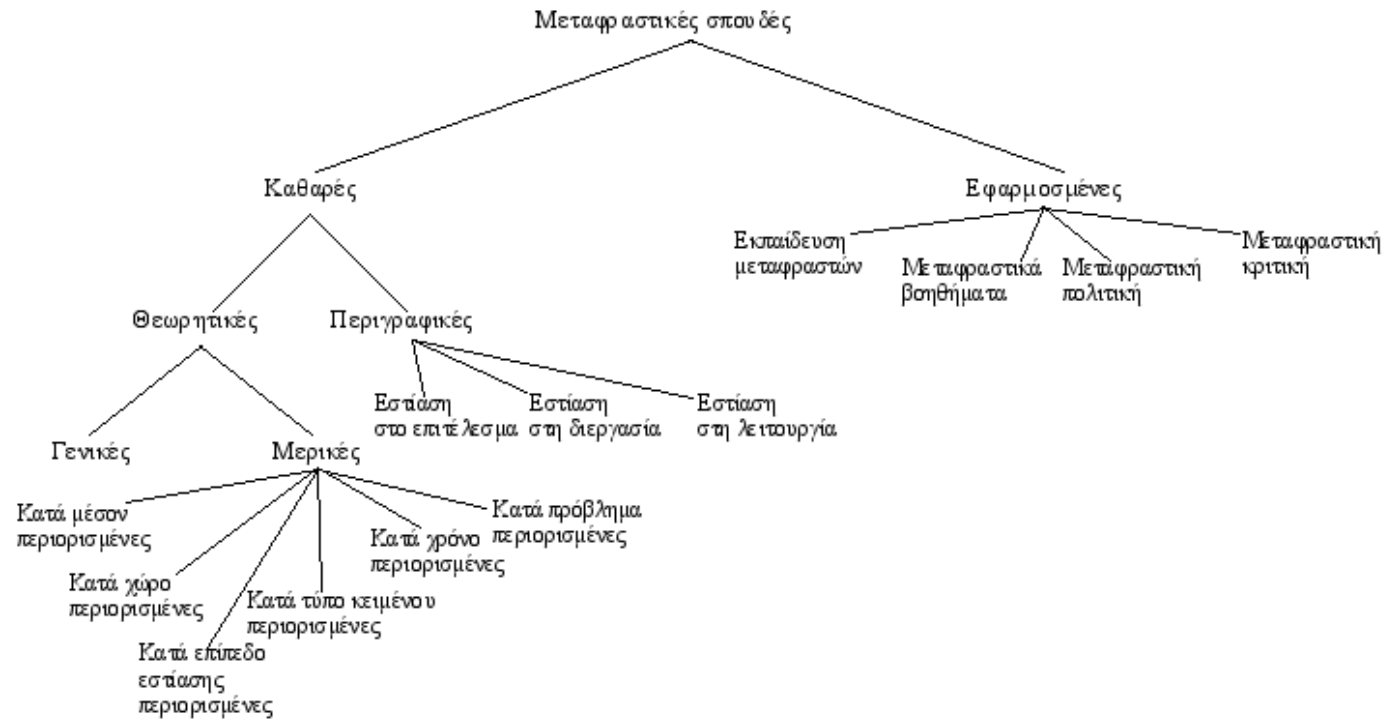 Μεταφραστικές σπουδές
Καθαρές
Εφαρμοσμένες
Εκπαίδευση
μεταφραστών
Μεταφραστικά
βοηθήματα
Μεταφραστική
πολιτική
Μεταφραστική
κριτική
Θεωρητικές
Περιγραφικές
Εστίαση
στο επιτέλεσμα
Εστίαση
στη διεργασία
Εστίαση
στη λειτουργία
Γενικές
Μερικές
Κατά μέσον
περιορισμένες
Κατά χώρο
περιορισμένες
Κατά επίπεδο
εστίασης
περιορισμένες
Κατά τύπο κειμένου
περιορισμένες
Κατά χρόνο
περιορισμένες
Κατά πρόβλημα
περιορισμένες